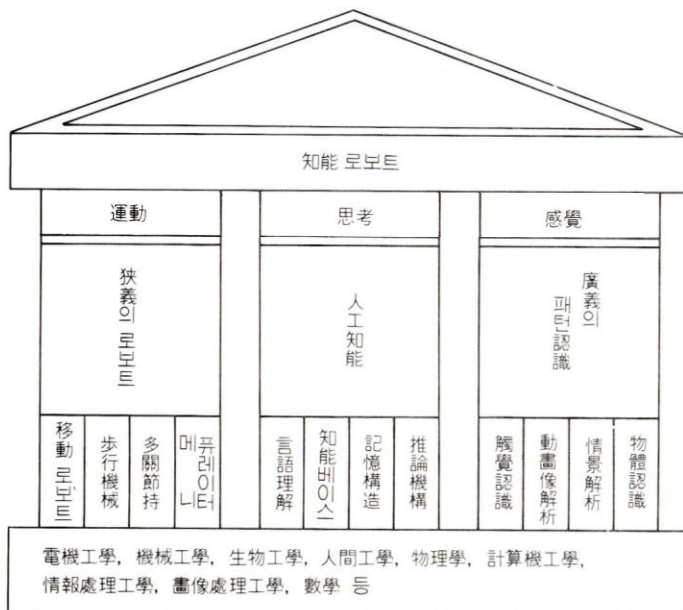 知能 로보트
運動
思考
感覺
狹義의 로보트
人工知能
廣義의
패턴認識
移動 로보트
歩行機械
多關節持
메니
퓨레이터
言語理解
知能베이스
記憶構造
推論機構
觸覺認識
動畫像解析
情景解析
物體認識
電機工學, 機械工學, 生物工學, 人間工學, 物理學, 計算機工學,
情報處理工學, 畫像處理工學, 數學 등